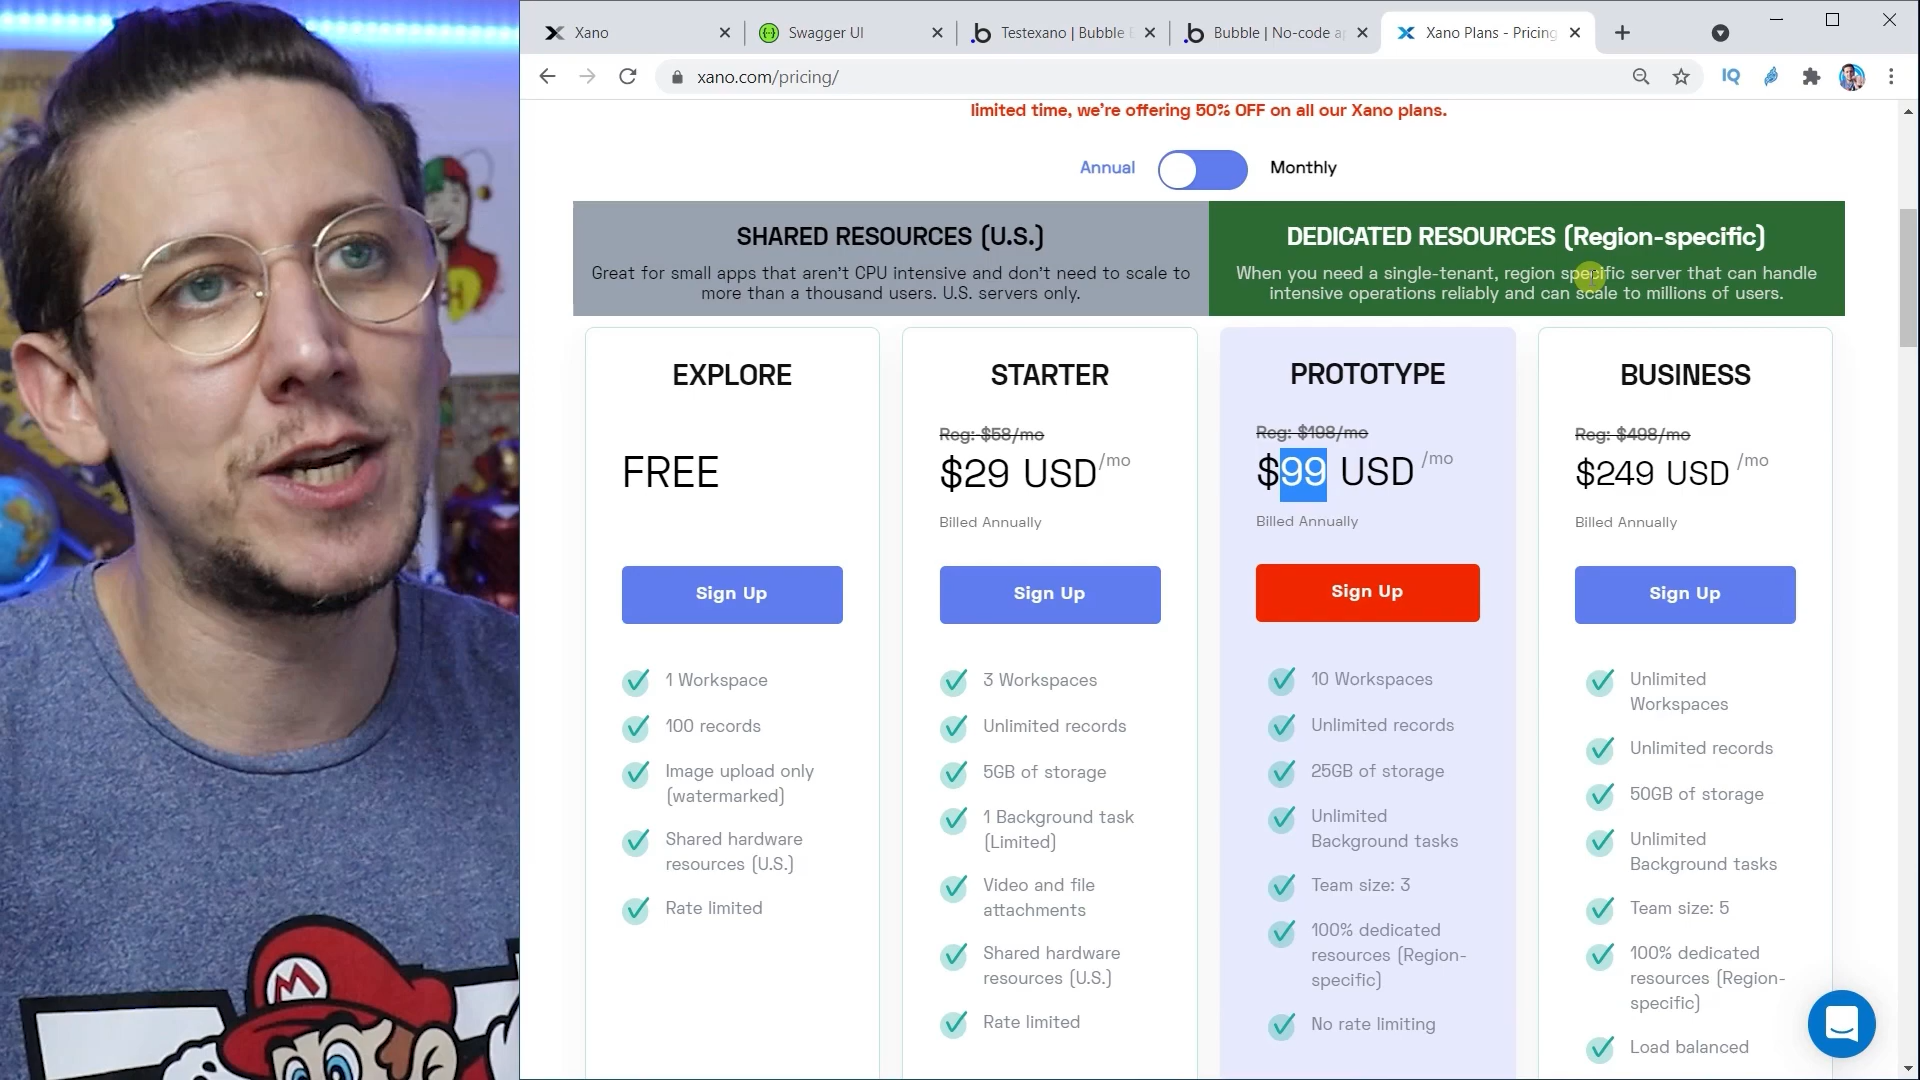 Xano
Swagger UI
Testexano | Bubble
Bubble | No-code a
Xano Plans - Pricing
xano.com/pricing/
IQ
limited time, we're offering 50% OFF on all our Xano plans.
Annual
Monthly
SHARED RESOURCES (U.S.)
Great for small apps that aren't CPU intensive and don't need to scale to
more than a thousand users. U.S. servers only.
DEDICATED RESOURCES (Region-specific)
When you need a single-tenant, region specific server that can handle
intensive operations reliably and can scale to millions of users.
EXPLORE
FREE
Sign Up
1 Workspace
100 records
Image upload only
(watermarked)
Shared hardware
resources (U.S.)
Rate limited
STARTER
Reg: $58/mo
$29 USD /mo
Billed Annually
Sign Up
3 Workspaces
Unlimited records
5GB of storage
1 Background task
(Limited)
Video and file
attachments
Shared hardware
resources (U.S.)
Rate limited
PROTOTYPE
Reg: $198/mo
$99 USD /mo
Billed Annually
Sign Up
10 Workspaces
Unlimited records
25GB of storage
Unlimited
Background tasks
Team size: 3
100% dedicated
resources (Region-
specific)
No rate limiting
BUSINESS
Reg: $498/mo
$249 USD /mo
Billed Annually
Sign Up
Unlimited
Workspaces
Unlimited records
50GB of storage
Unlimited
Background tasks
Team size: 5
100% dedicated
resources (Region-
specific)
Load balanced
M